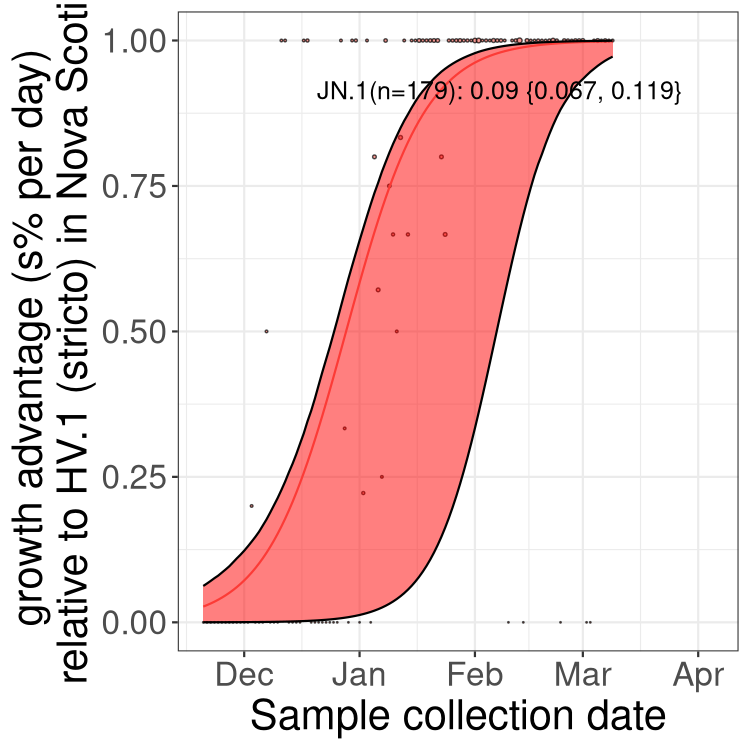 growth advantage (s% per day)
relative to HV.1 (stricto) in Nova Scoti
1.00
0.75
0.50
0.25
0.00
JN.1(n=179): 0.09 {0.067, 0.119}
Dec Jan Feb Mar Apr
Sample collection date